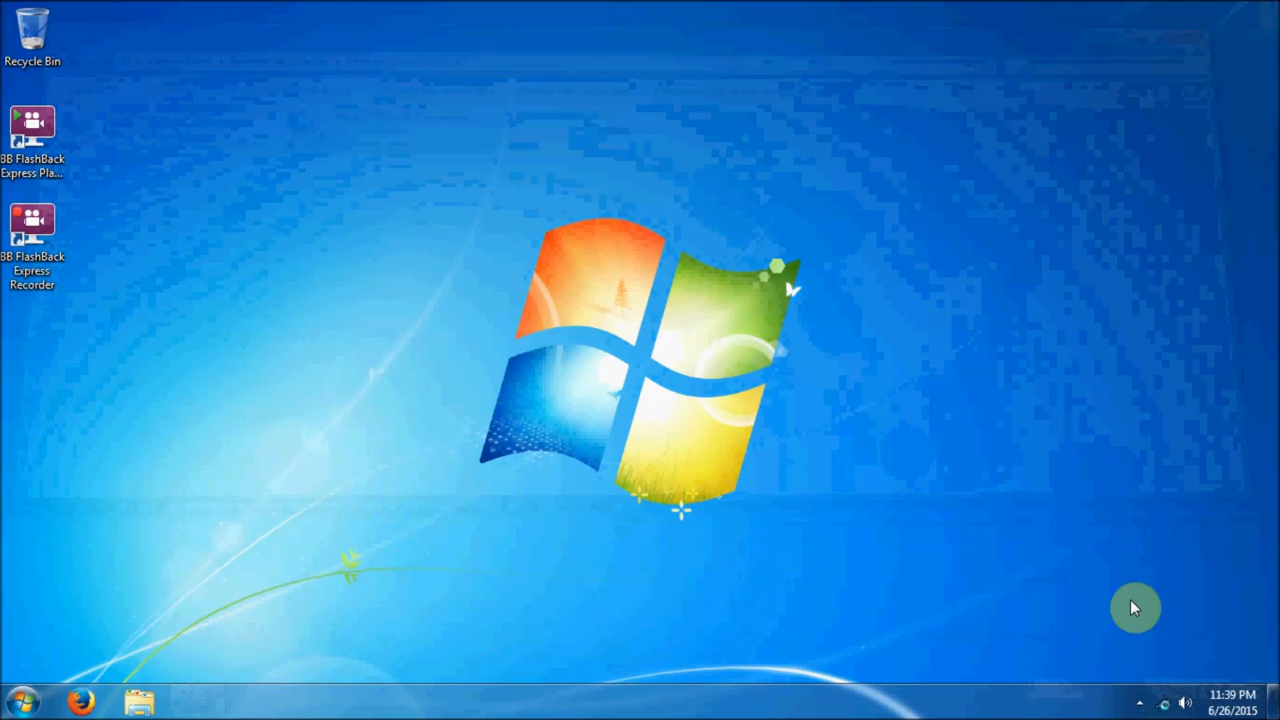 Recycle Bin
BB FlashBack
Express Pla...
BB FlashBack
Express
Recorder
11:39 PM
6/26/2015